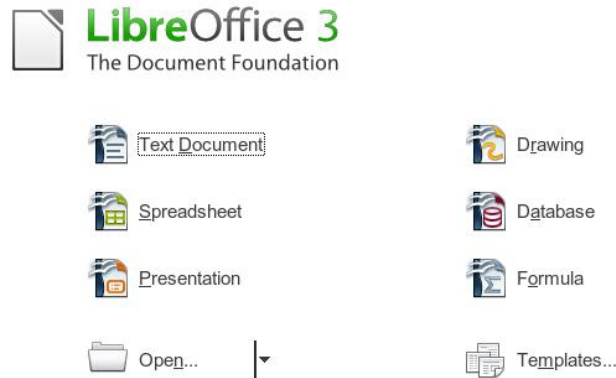 LibreOffice 3
The Document Foundation
Text Document
Drawing
Spreadsheet
Database
Presentation
Formula
Open...
Templates...